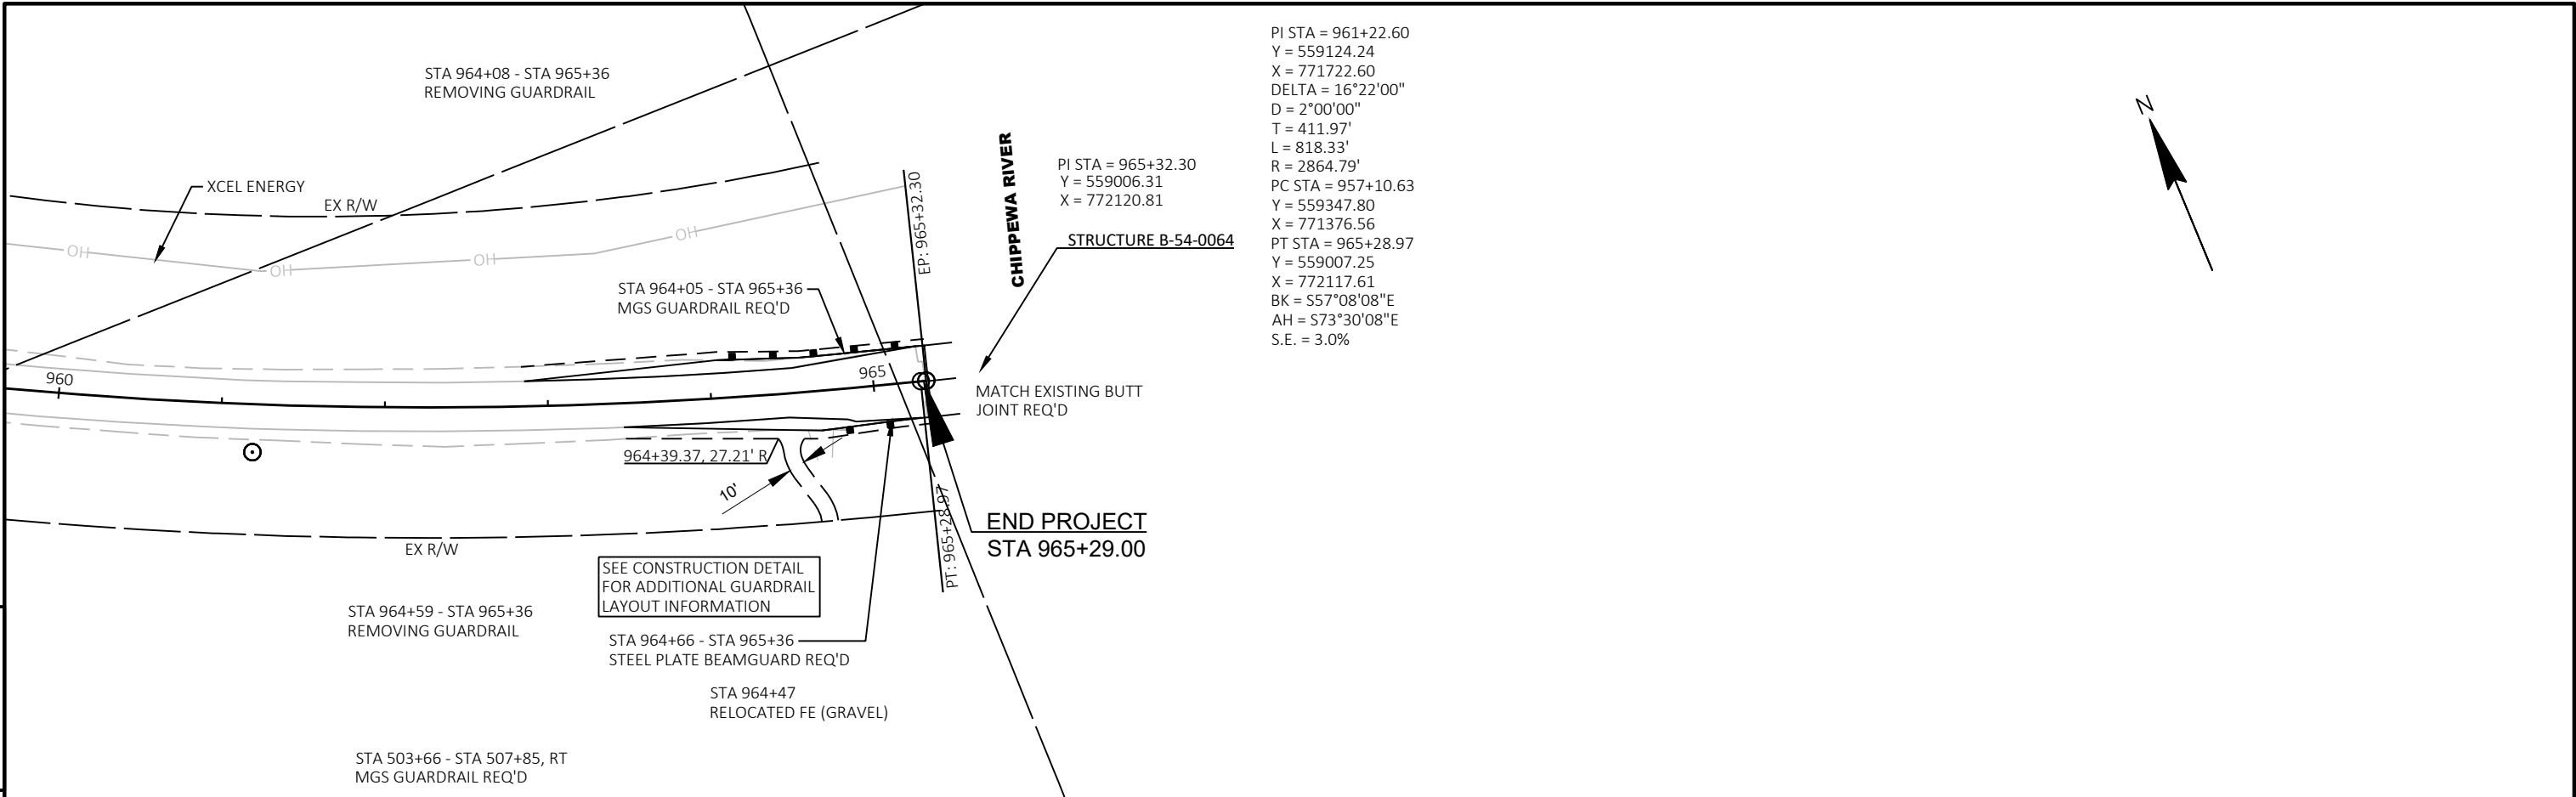 STA 964+08 - STA 965+36
REMOVING GUARDRAIL
XCEL ENERGY
EX R/W
OH
OH
OH
OH
STA 964+05 - STA 965+36
MGS GUARDRAIL REQ'D
EP: 965+32.30
CHIPPEWA RIVER
PI STA = 965+32.30
Y = 559006.31
X = 772120.81
STRUCTURE B-54-0064
PI STA = 961+22.60
Y = 559124.24
X = 771722.60
DELTA = 16°22'00"
D = 2°00'00"
T = 411.97'
L = 818.33'
R = 2864.79'
PC STA = 957+10.63
Y = 559347.80
X = 771376.56
PT STA = 965+28.97
Y = 559007.25
X = 772117.61
BK = S57°08'08"E
AH = S73°30'08"E
S.E. = 3.0%
N
960
965
MATCH EXISTING BUTT
JOINT REQ'D
964+39.37, 27.21' R
10'
PT: 965+28.97
END PROJECT
STA 965+29.00
EX R/W
SEE CONSTRUCTION DETAIL
FOR ADDITIONAL GUARDRAIL
LAYOUT INFORMATION
STA 964+59 - STA 965+36
REMOVING GUARDRAIL
STA 964+66 - STA 965+36
STEEL PLATE BEAMGUARD REQ'D
STA 964+47
RELOCATED FE (GRAVEL)
STA 503+66 - STA 507+85, RT
MGS GUARDRAIL REQ'D